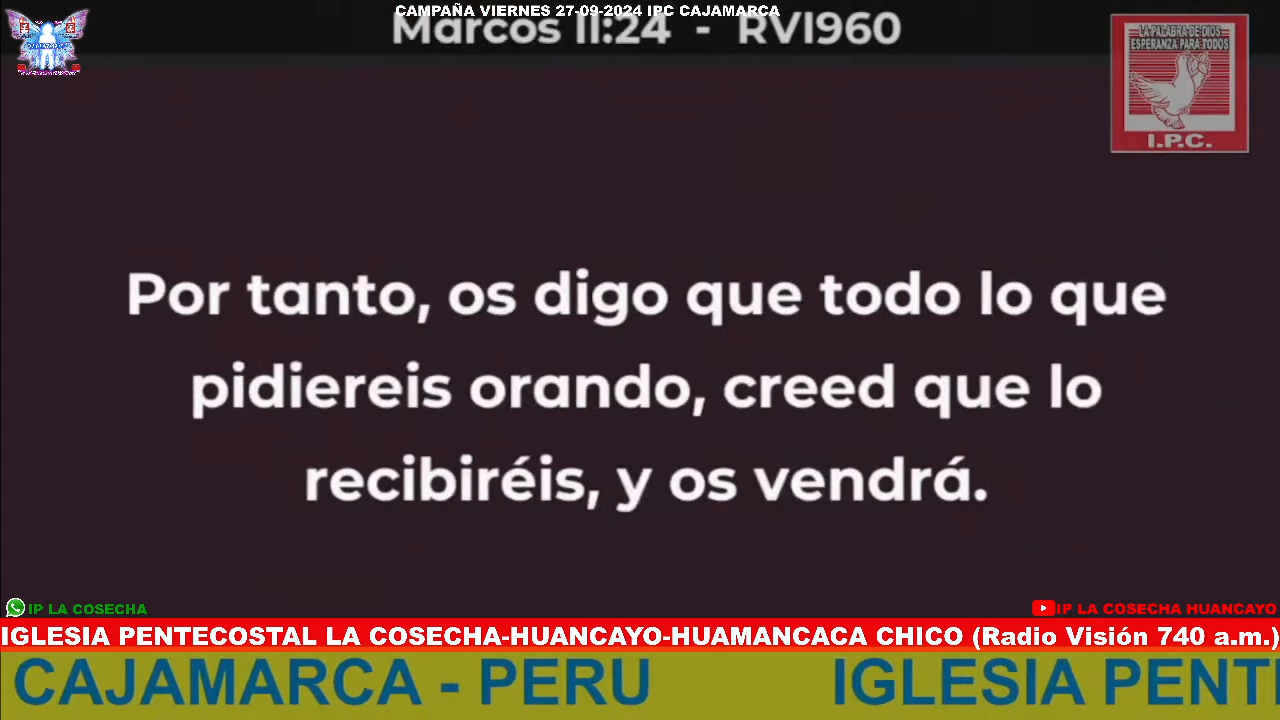 CAMPAÑA VIERNES 27-09-2024 IPC CAJAMARCA
Marcos 11:24 - RV1960
LA PALABRA DE DIOS
ESPERANZA PARA TODOS
I.P.C.
Por tanto, os digo que todo lo que
pidiereis orando, creed que lo
recibiréis, y os vendrá.
IP LA COSECHA
IP LA COSECHA HUANCAYO
IGLESIA PENTECOSTAL LA COSECHA-HUANCAYO-HUAMANCACA CHICO (Radio Visión 740 a.m.)
CAJAMARCA - PERU IGLESIA PENT